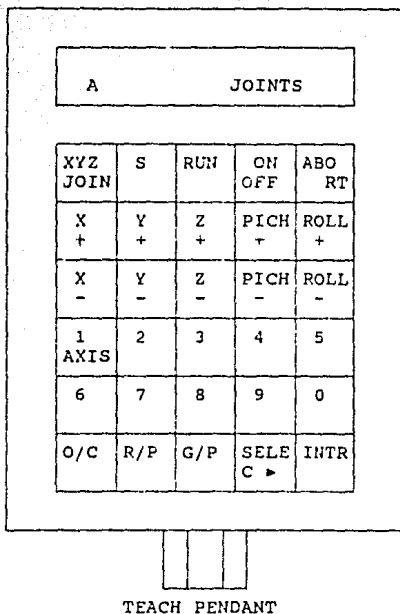 A JOINTS
XYZ S RUN ON ABO
JOIN OFF RT
X Y Z PICH ROLL
+ + + + +
X Y Z PICH ROLL
- - - - -
1 2 3 4 5
AXIS
6 7 8 9 0
O/C R/P G/P SELE INTR
C ►
TEACH PENDANT